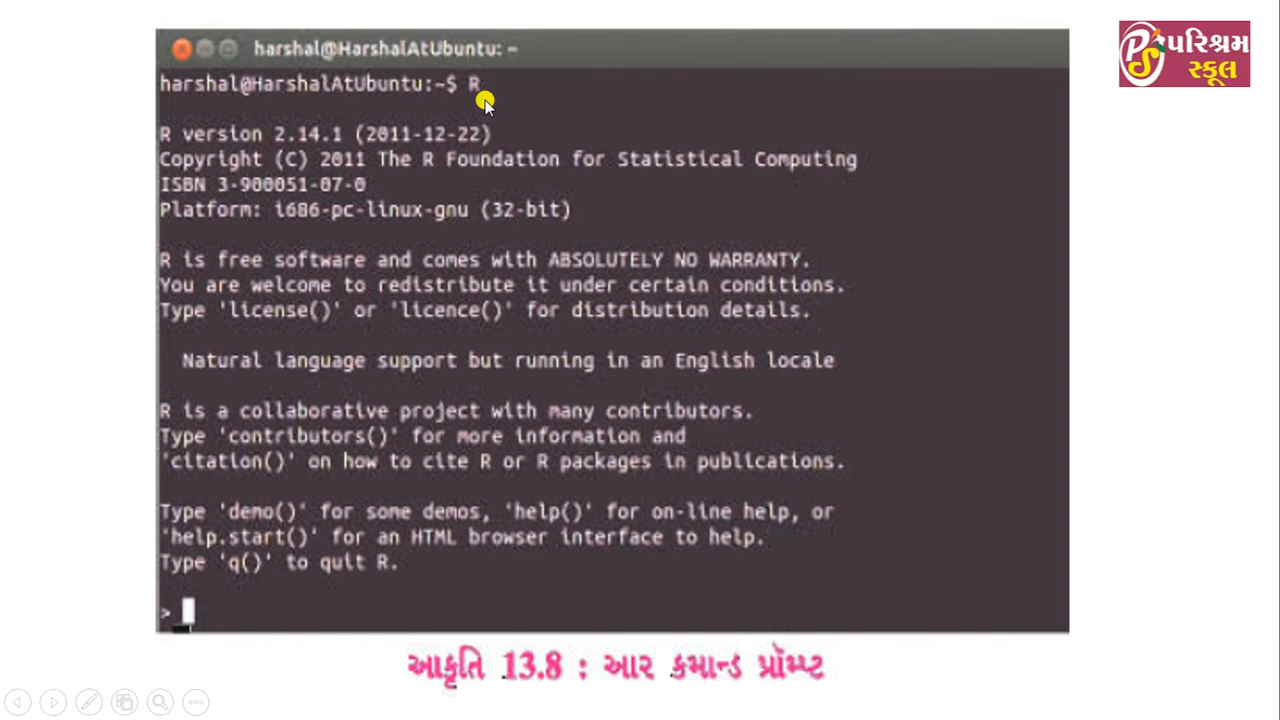 harshal@HarshalAtUbuntu: ~
પરિશ્રમ
સ્કૂલ
harshal@HarshalAtUbuntu:~$ R
R version 2.14.1 (2011-12-22)
Copyright (C) 2011 The R Foundation for Statistical Computing
ISBN 3-900051-07-0
Platform: i686-pc-linux-gnu (32-bit)
R is free software and comes with ABSOLUTELY NO WARRANTY.
You are welcome to redistribute it under certain conditions.
Type 'license()' or 'licence()' for distribution details.
Natural language support but running in an English locale
R is a collaborative project with many contributors.
Type 'contributors()' for more information and
'citation()' on how to cite R or R packages in publications.
Type 'demo()' for some demos, 'help()' for on-line help, or
'help.start()' for an HTML browser interface to help.
Type 'q()' to quit R.
>
આકૃતિ 13.8 : આર કમાન્ડ પ્રૉમ્પ્ટ